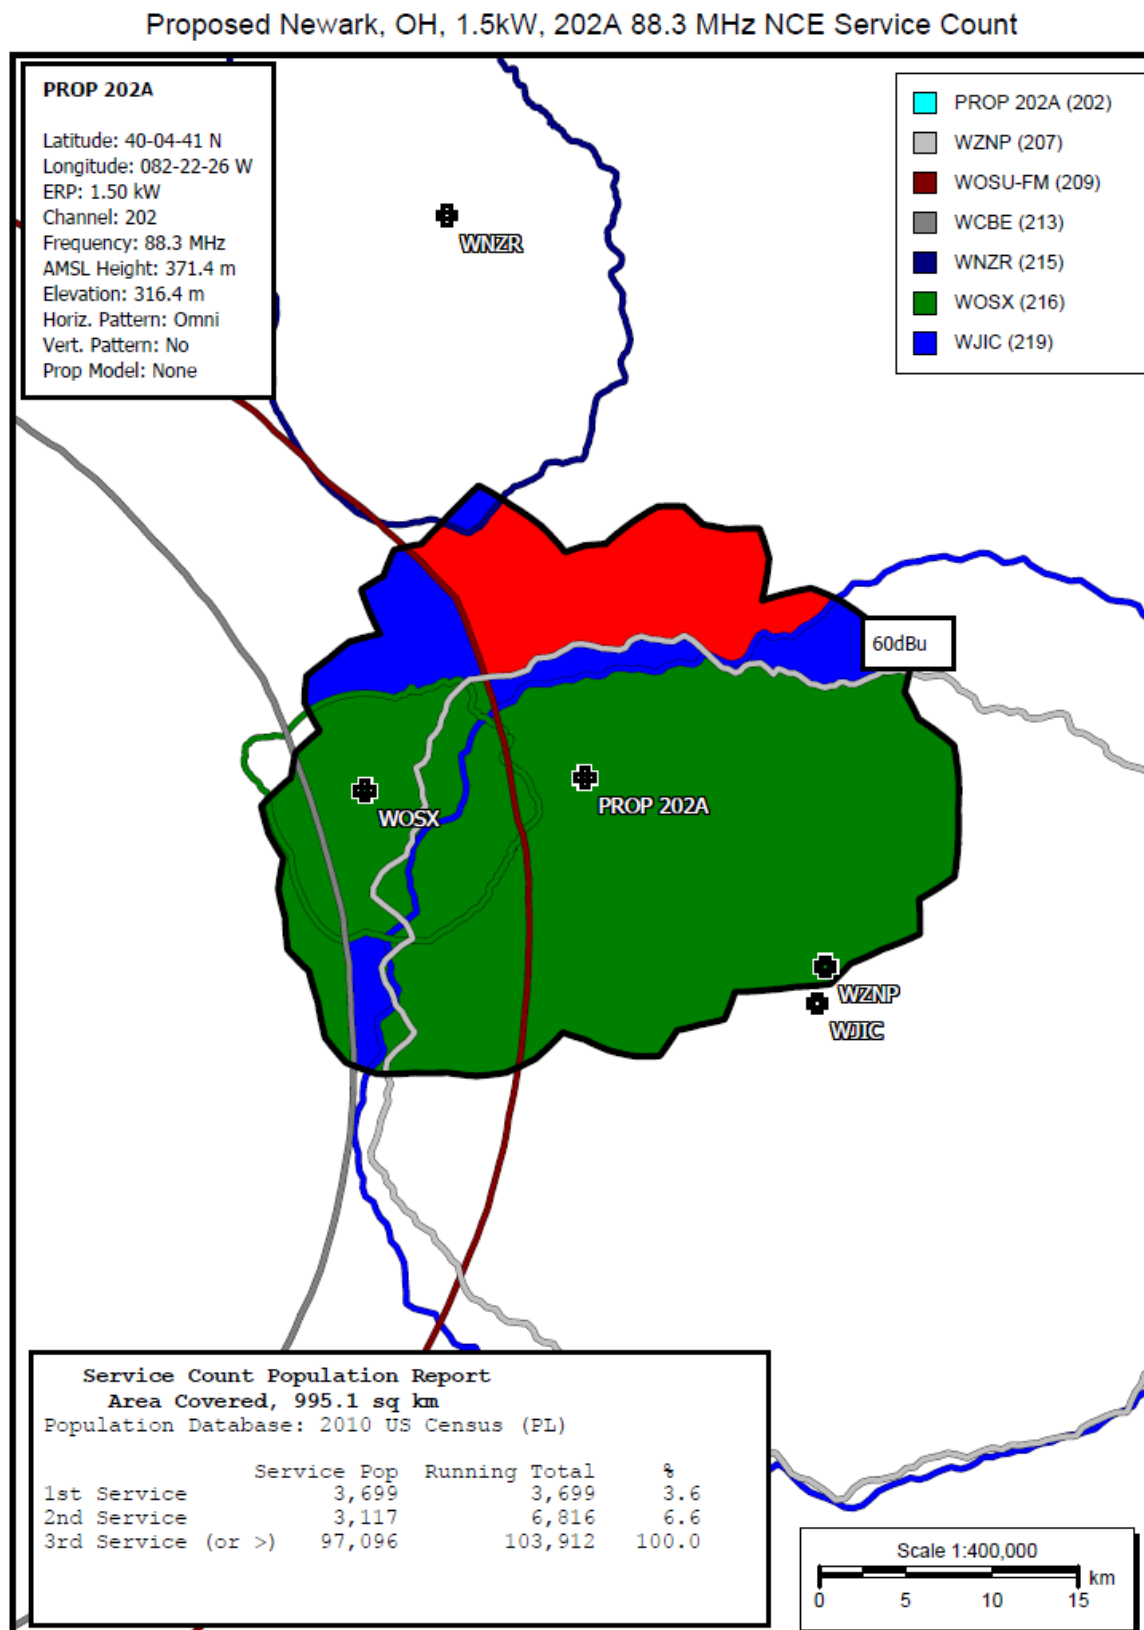 Proposed Newark, OH, 1.5kW, 202A 88.3 MHz NCE Service Count
PROP 202A
Latitude: 40-04-41 N
Longitude: 082-22-26 W
ERP: 1.50 kW
Channel: 202
Frequency: 88.3 MHz
AMSL Height: 371.4 m
Elevation: 316.4 m
Horiz. Pattern: Omni
Vert. Pattern: No
Prop Model: None
PROP 202A (202)
WZNP (207)
WOSU-FM (209)
WCBE (213)
WNZR (215)
WOSX (216)
WJIC (219)
WNZR
60dBu
WOSX
PROP 202A
WZNP
WJIC
Service Count Population Report
Area Covered, 995.1 sq km
Population Database: 2010 US Census (PL)
Service Pop Running Total %
1st Service 3,699 3,699 3.6
2nd Service 3,117 6,816 6.6
3rd Service (or >) 97,096 103,912 100.0
Scale 1:400,000
km
0 5 10 15